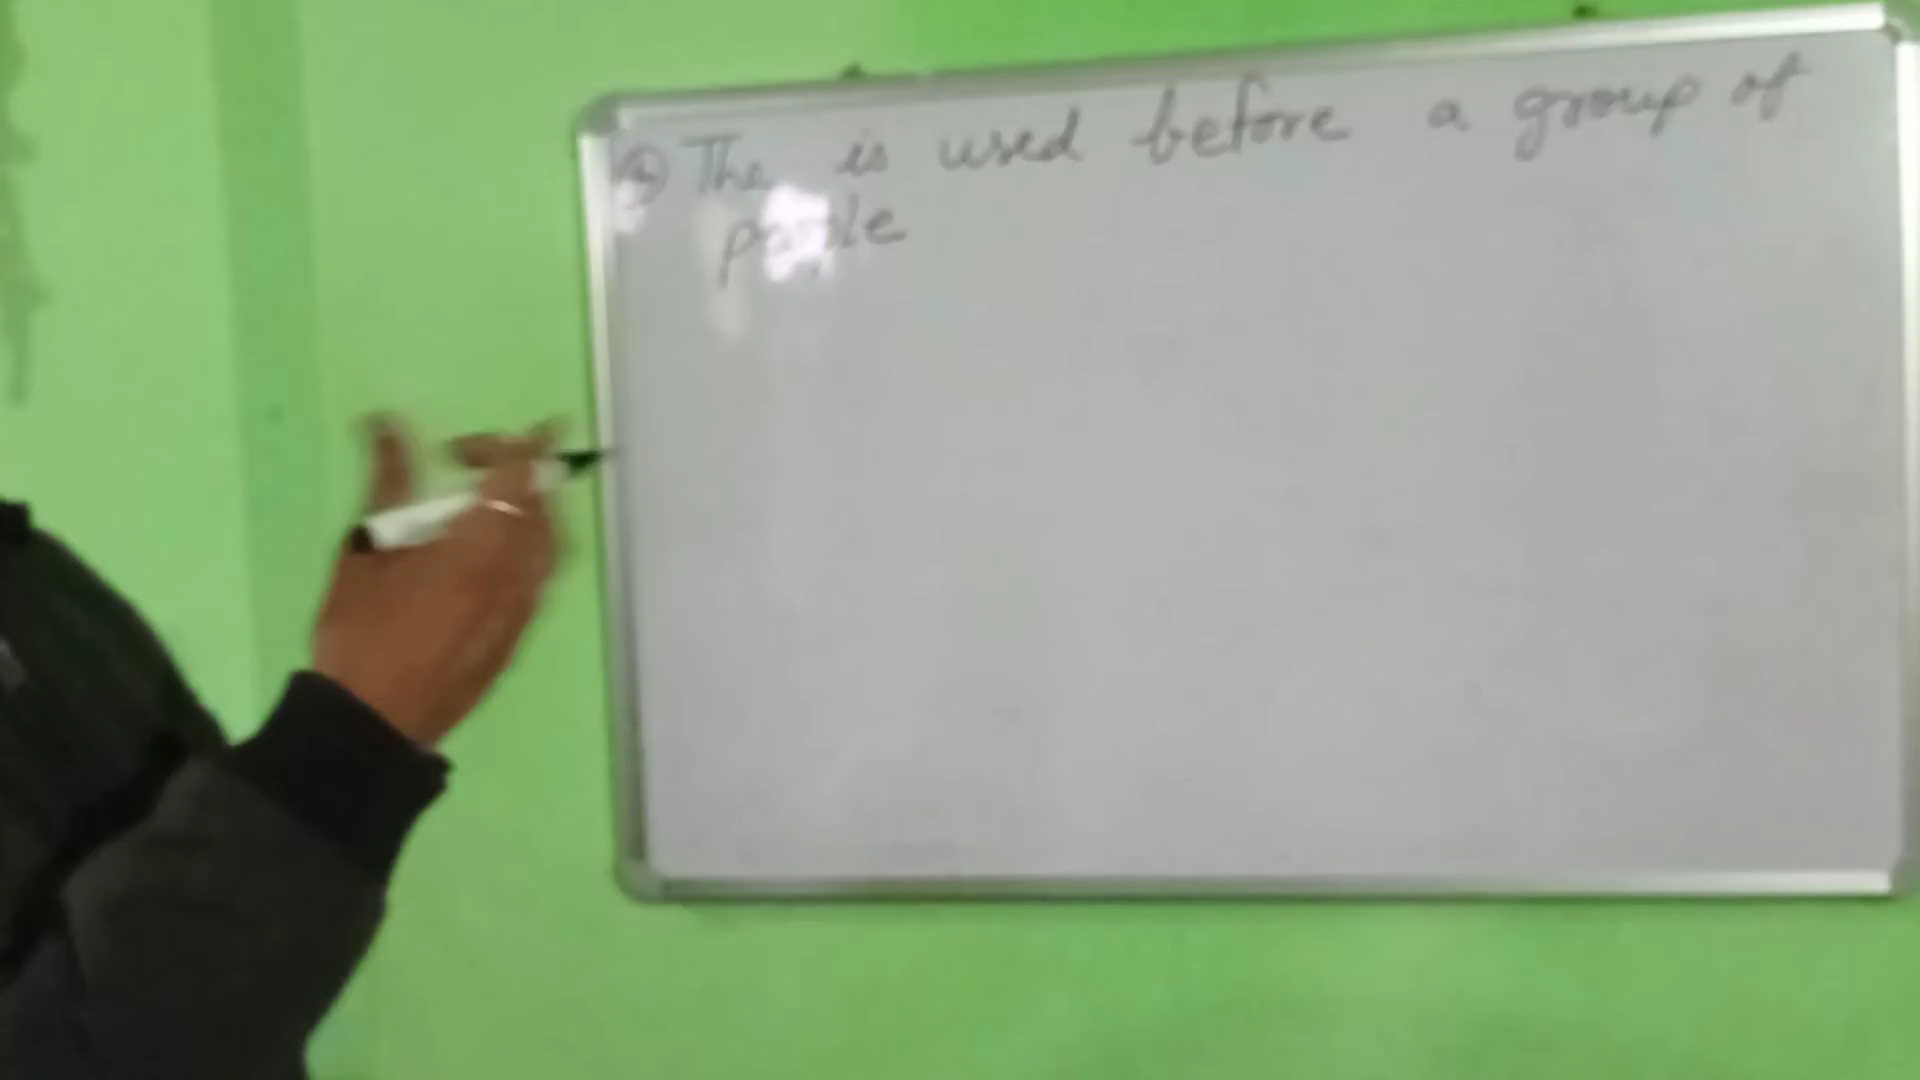 The is used before a group of
people